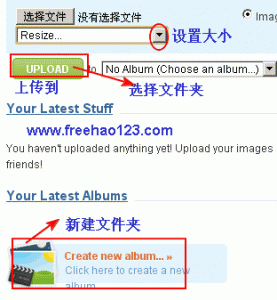 选择文件 没有选择文件 Imag
Resize... 设置大小
UPLOAD to No Album (Choose an album...)
上传到 选择文件夹
Your Latest Stuff
www.freehao123.com
You haven't uploaded anything yet! Upload your images
friends!
Your Latest Albums
新建文件夹
Create new album... »
Click here to create a new
album